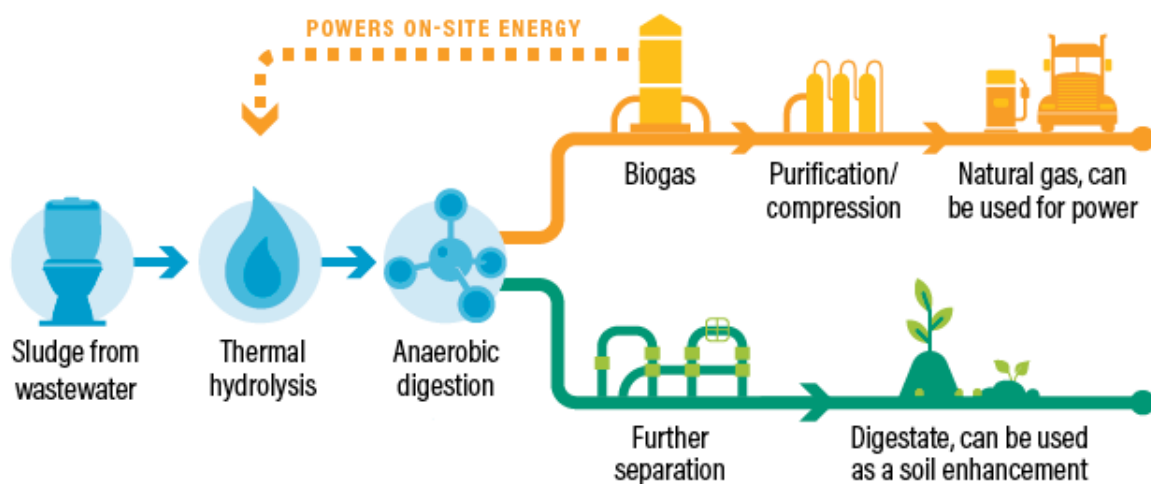 POWERS ON-SITE ENERGY
Biogas
Purification/
compression
Natural gas, can
be used for power
Sludge from
wastewater
Thermal
hydrolysis
Anaerobic
digestion
Further
separation
Digestate, can be used
as a soil enhancement